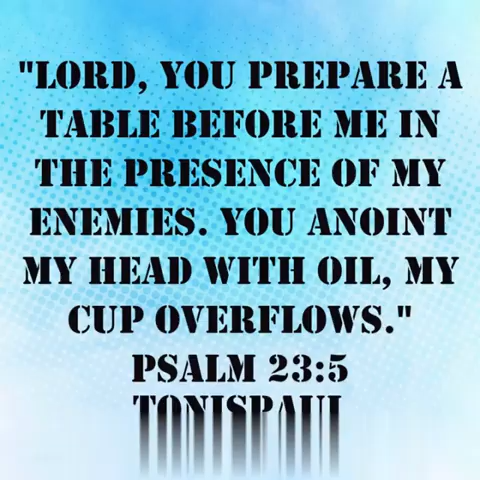 "LORD, YOU PREPARE A
TABLE BEFORE ME IN
THE PRESENCE OF MY
ENEMIES. YOU ANOINT
MY HEAD WITH OIL, MY
CUP OVERFLOWS."
PSALM 23:5